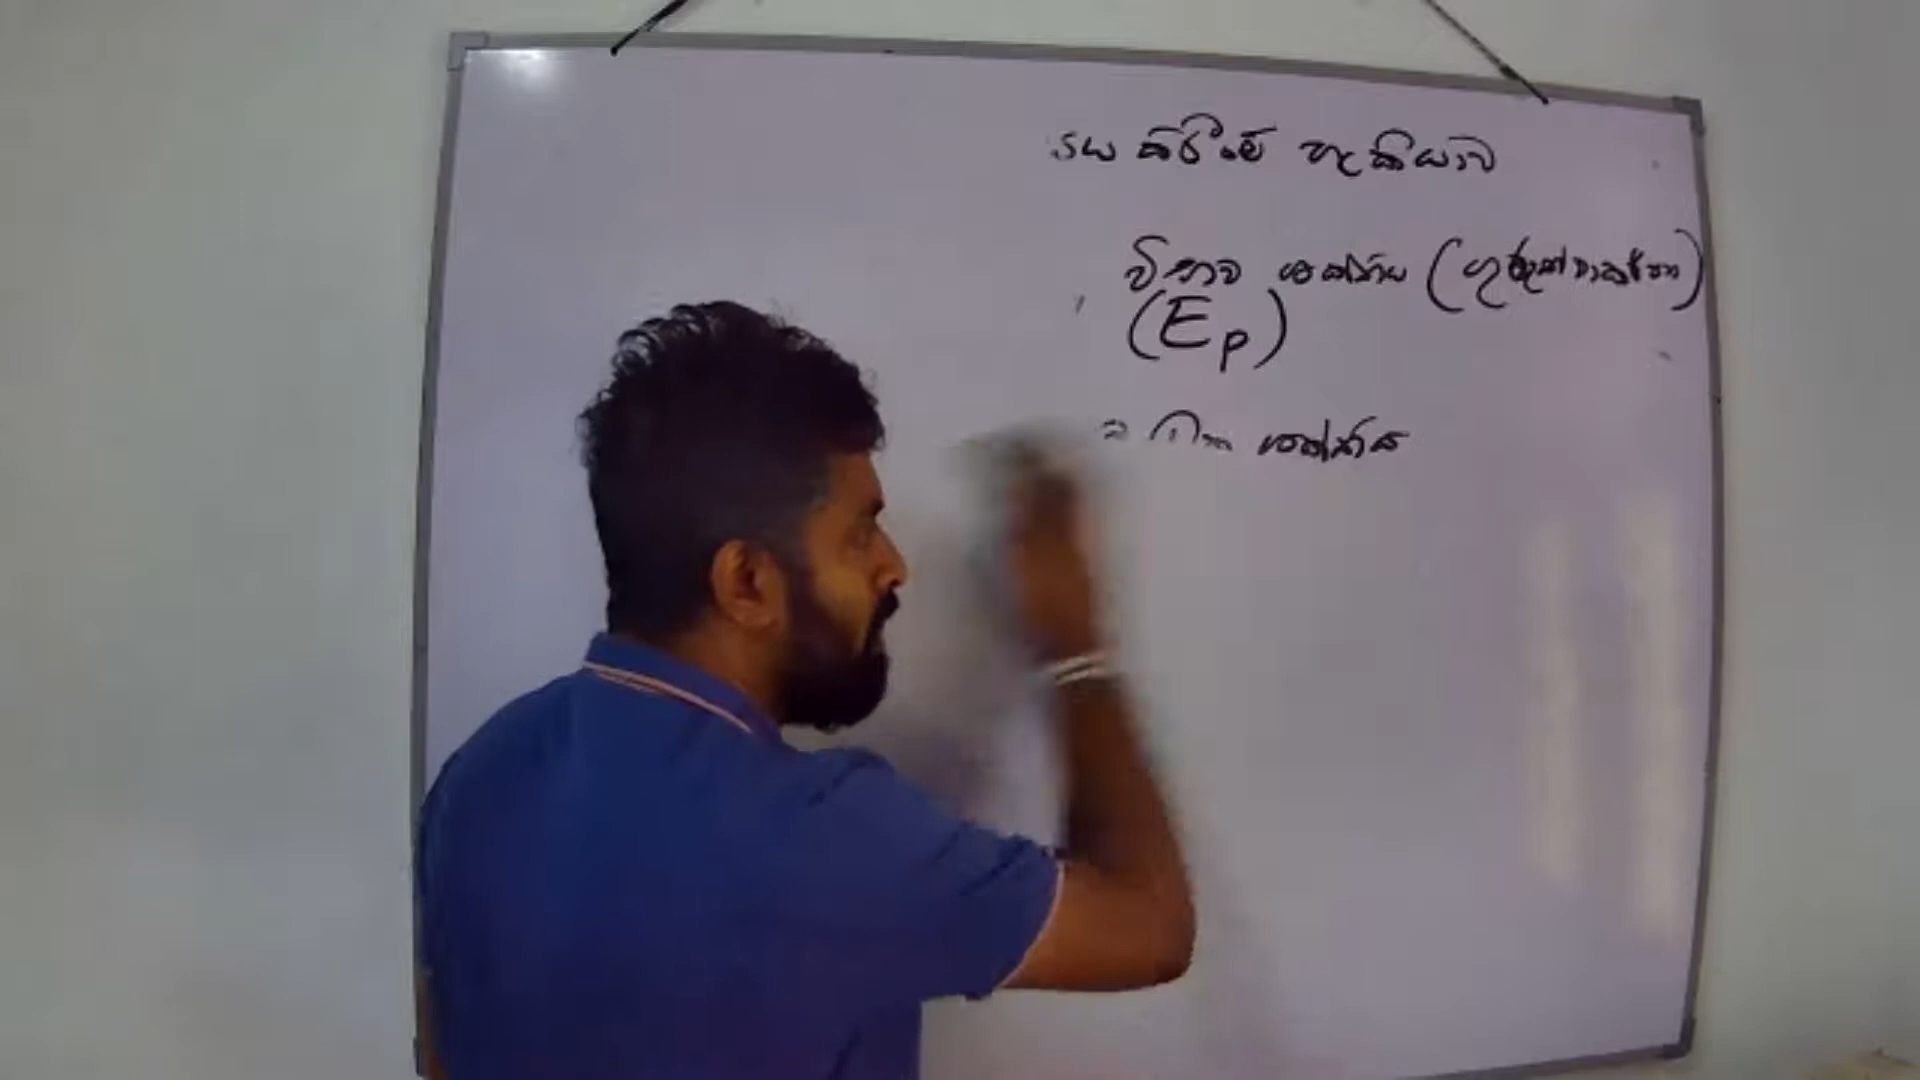 කිරීමේ හැකියාව
විභව ශක්තිය (ගුරුත්වාකර්ෂණ)
(Ep)
ශක්තිය